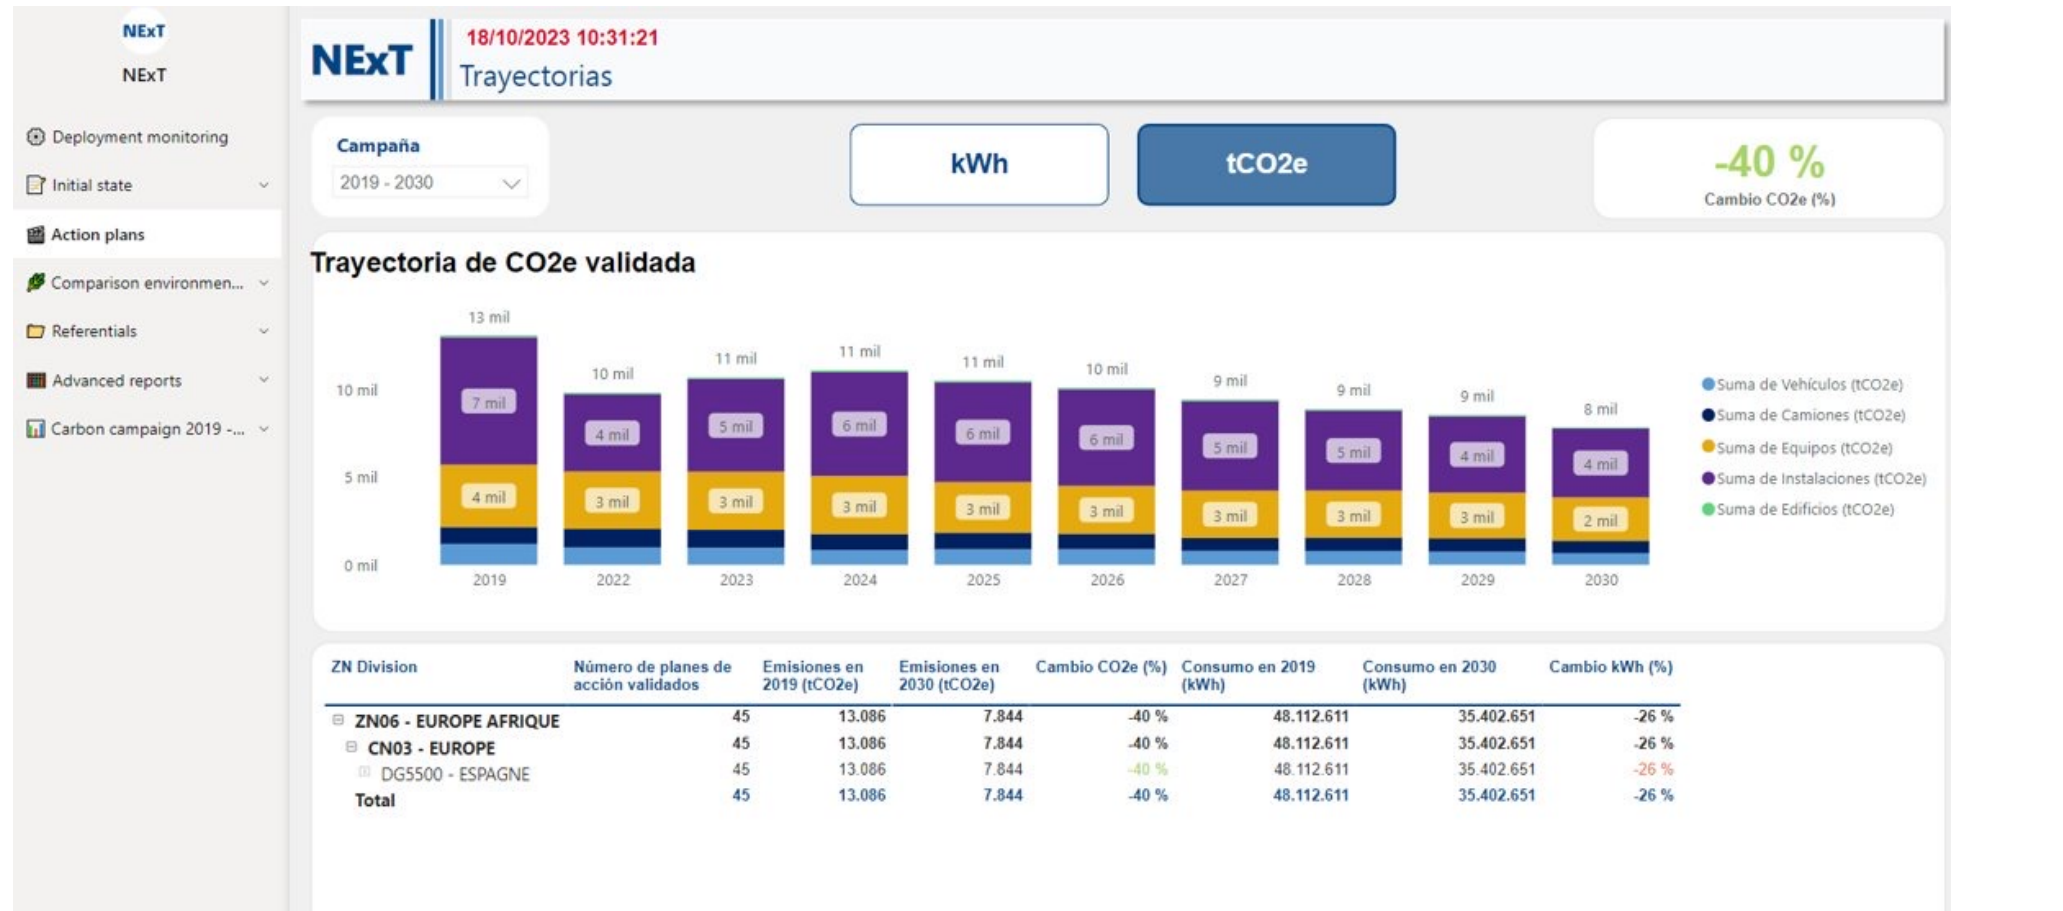 NExT
NExT
Deployment monitoring
Initial state
Action plans
Comparison environmen...
Referentials
Advanced reports
Carbon campaign 2019 -...
NExT
18/10/2023 10:31:21
Trayectorias
Campaña
2019 - 2030
kWh
tCO2e
-40 %
Cambio CO2e (%)
Trayectoria de CO2e validada
10 mil
5 mil
0 mil
13 mil
10 mil
11 mil
11 mil
11 mil
10 mil
9 mil
9 mil
9 mil
8 mil
7 mil
4 mil
5 mil
6 mil
6 mil
6 mil
5 mil
5 mil
4 mil
4 mil
4 mil
3 mil
3 mil
3 mil
3 mil
3 mil
3 mil
3 mil
3 mil
2 mil
2019 2022 2023 2024 2025 2026 2027 2028 2029 2030
Suma de Vehículos (tCO2e)
Suma de Camiones (tCO2e)
Suma de Equipos (tCO2e)
Suma de Instalaciones (tCO2e)
Suma de Edificios (tCO2e)
ZN Division
Número de planes de
acción validados
Emisiones en
2019 (tCO2e)
Emisiones en
2030 (tCO2e)
Cambio CO2e (%)
Consumo en 2019
(kWh)
Consumo en 2030
(kWh)
Cambio kWh (%)
ZN06 - EUROPE AFRIQUE 45 13.086 7.844 -40 % 48.112.611 35.402.651 -26 %
CN03 - EUROPE 45 13.086 7.844 -40 % 48.112.611 35.402.651 -26 %
DG5500 - ESPAGNE 45 13.086 7.844 -40 % 48.112.611 35.402.651 -26 %
Total 45 13.086 7.844 -40 % 48.112.611 35.402.651 -26 %